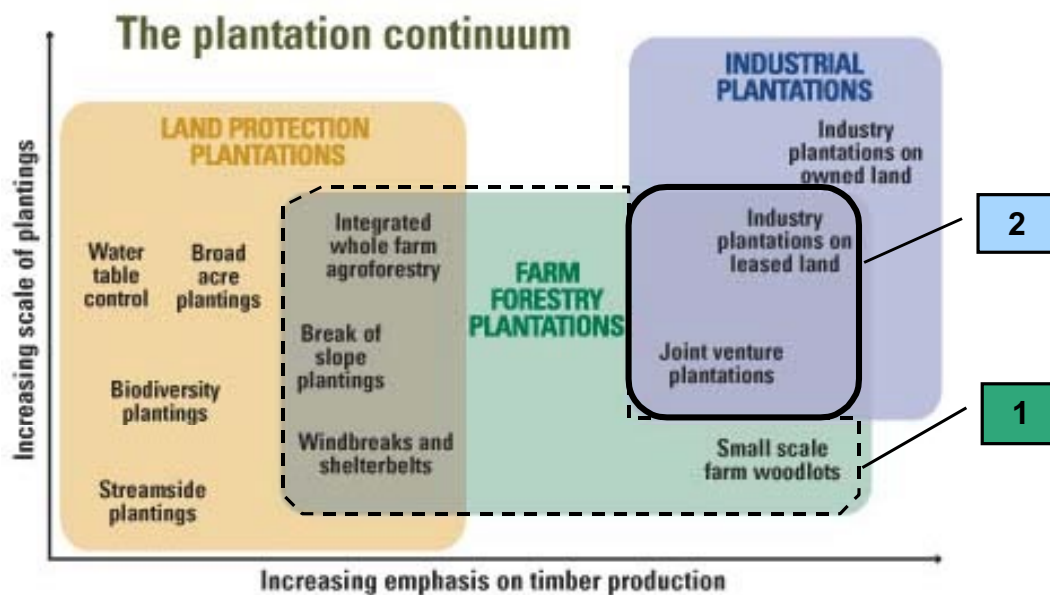 The plantation continuum
Increasing scale of plantings
LAND PROTECTION
PLANTATIONS
Water
table
control
Broad
acre
plantings
Biodiversity
plantings
Streamside
plantings
Integrated
whole farm
agroforestry
Break of
slope
plantings
Windbreaks and
shelterbelts
FARM
FORESTRY
PLANTATIONS
INDUSTRIAL
PLANTATIONS
Industry
plantations on
owned land
Industry
plantations on
leased land
Joint venture
plantations
Small scale
farm woodlots
2
1
Increasing emphasis on timber production